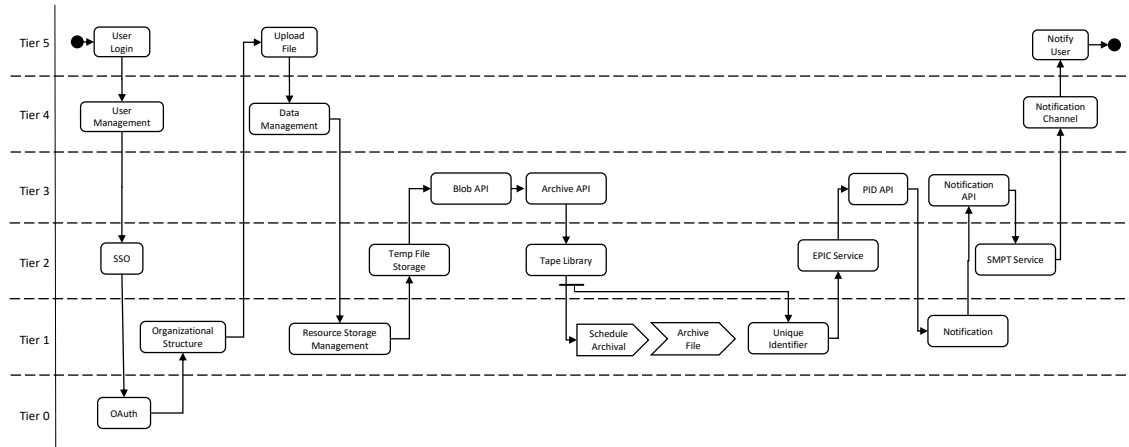 Tier 5
User
Login
Upload
File
Notify
User
Tier 4
User
Management
Data
Management
Notification
Channel
Tier 3
Blob API
Archive API
PID API
Notification
API
Tier 2
SSO
Temp File
Storage
Tape Library
EPIC Service
SMPT Service
Tier 1
Organizational
Structure
Resource Storage
Management
Schedule
Archival
Archive
File
Unique
Identifier
Notification
Tier 0
OAuth